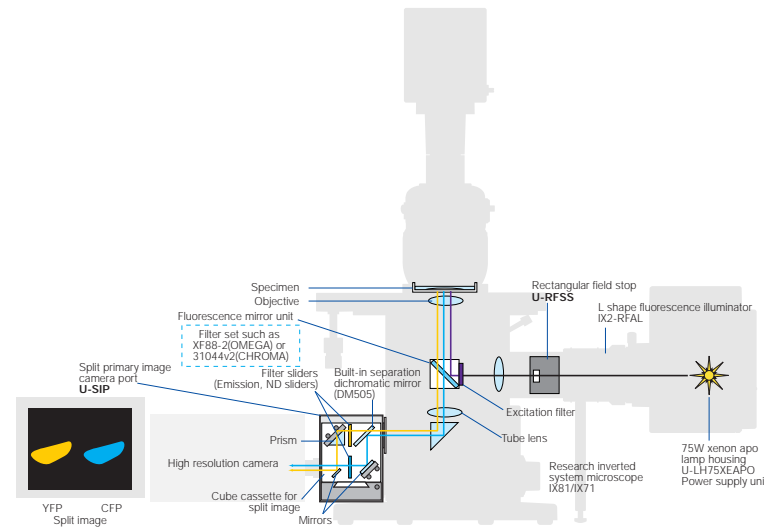 Specimen
Objective
Fluorescence mirror unit
Filter set such as
XF88-2(OMEGA) or
31044v2(CHROMA)
Rectangular field stop
U-RFSS
L shape fluorescence illuminator
IX2-RFAL
Split primary image
camera port
U-SIP
Filter sliders
(Emission, ND sliders)
Built-in separation
dichromatic mirror
(DM505)
Excitation filter
Tube lens
Prism
High resolution camera
Cube cassette for
split image
Mirrors
Research inverted
system microscope
IX81/IX71
75W xenon apo
lamp housing
U-LH75XEAPO
Power supply uni
YFP CFP
Split image